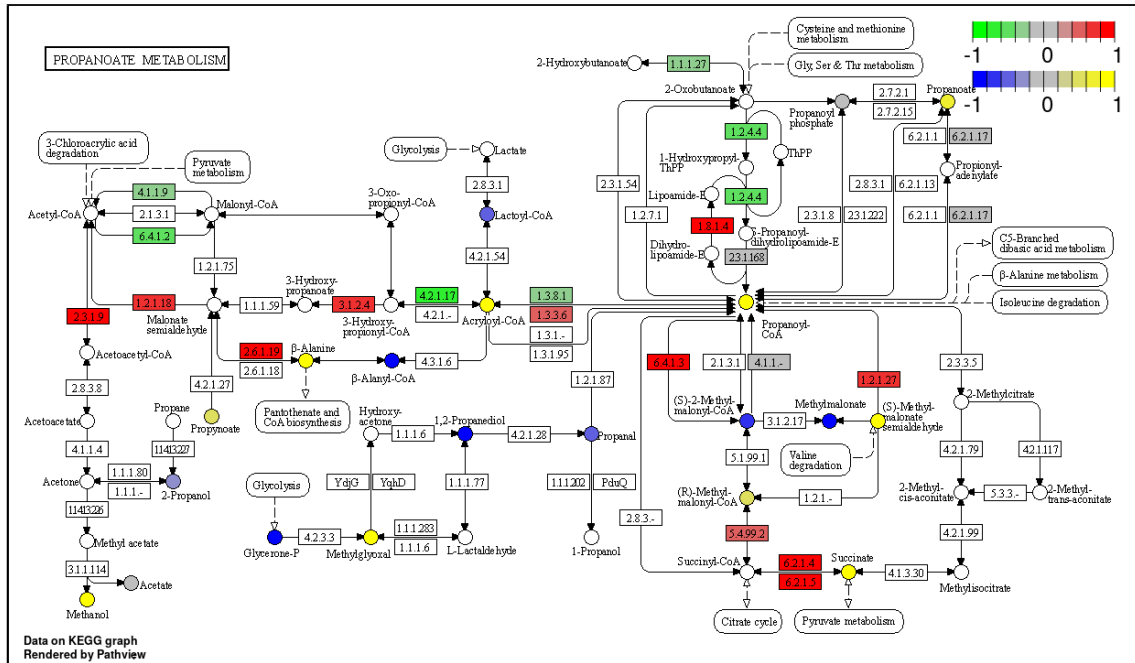 PROPANOATE METABOLISM
Cysteine and methionine
metabolism
Gly, Ser & Thr metabolism
-1 0 1
-1 0 1
2-Hydroxybutanoate
1.1.1.27
2-Oxobutanoate
Propanoyl
phosphate
2.7.2.1
2.7.2.15
Propanoate
6.2.1.1
6.2.1.17
Propionyl-
adenylate
3-Chloroacrylic acid
degradation
Pyruvate
metabolism
Glycolysis
Lactate
1.2.4.4
1-Hydroxypropyl-
ThPP
ThPP
2.3.1.54
Lipoamide-E
1.2.4.4
2.8.3.1
6.2.1.13
4.1.1.9
2.8.3.1
Acetyl-CoA
2.1.3.1
Malonyl-CoA
3-Oxo-
propionyl-CoA
Lactoyl-CoA
1.2.7.1
1.8.1.4
2.3.1.8
2.3.1.222
6.2.1.1
6.2.1.17
6.4.1.2
-Propanoyl-
dihydrolipoamide-E
Dihydro-
lipoamide-E
2.3.1.168
C5-Branched
dibasic acid metabolism
4.2.1.54
1.2.1.75
β-Alanine metabolism
3-Hydroxy-
propanoate
4.2.1.17
1.3.8.1
Isoleucine degradation
1.2.1.18
1.1.1.59
3.1.2.4
4.2.1.-
Acryloyl-CoA
1.3.3.6
2.3.1.9
Malonate
semialdehyde
3-Hydroxy-
propionyl-CoA
1.3.1.-
1.3.1.95
Propanoyl-
CoA
Acetoacetyl-CoA
2.6.1.19
2.6.1.18
β-Alanine
β-Alanyl-CoA
4.3.1.6
6.4.1.3
2.1.3.1
4.1.1.-
1.2.1.27
2.3.3.5
2.8.3.8
4.2.1.27
1.2.1.87
(S)-2-Methyl-
malonyl-CoA
Methylmalonate
(S)-Methyl-
malonate
semialdehyde
2-Methylcitrate
Acetoacetate
Propane
Propynoate
Pantothenate and
CoA biosynthesis
Hydroxy-
acetone
1,2-Propanediol
3.1.2.17
4.1.1.4
1.14.13.227
1.1.1.6
4.2.1.28
Propanal
Valine
degradation
5.1.99.1
4.2.1.79
4.2.1.117
Acetone
1.1.1.80
1.1.1.-
2-Propanol
Glycolysis
YdjG
YqhD
1.1.1.77
1.1.1.202
PduQ
(R)-Methyl-
malonyl-CoA
1.2.1.-
2-Methyl-
cis-aconitate
5.3.3.-
2-Methyl-
trans-aconitate
1.14.13.226
2.8.3.-
Methyl acetate
Glycerone-P
4.2.3.3
Methylglyoxal
1.1.1.283
1.1.1.6
L-Lactaldehyde
1-Propanol
5.4.99.2
4.2.1.99
3.1.1.114
Acetate
Methanol
Succinyl-CoA
6.2.1.4
6.2.1.5
Succinate
4.1.3.30
Methylisocitrate
Citrate cycle
Pyruvate metabolism
Data on KEGG graph
Rendered by Pathview